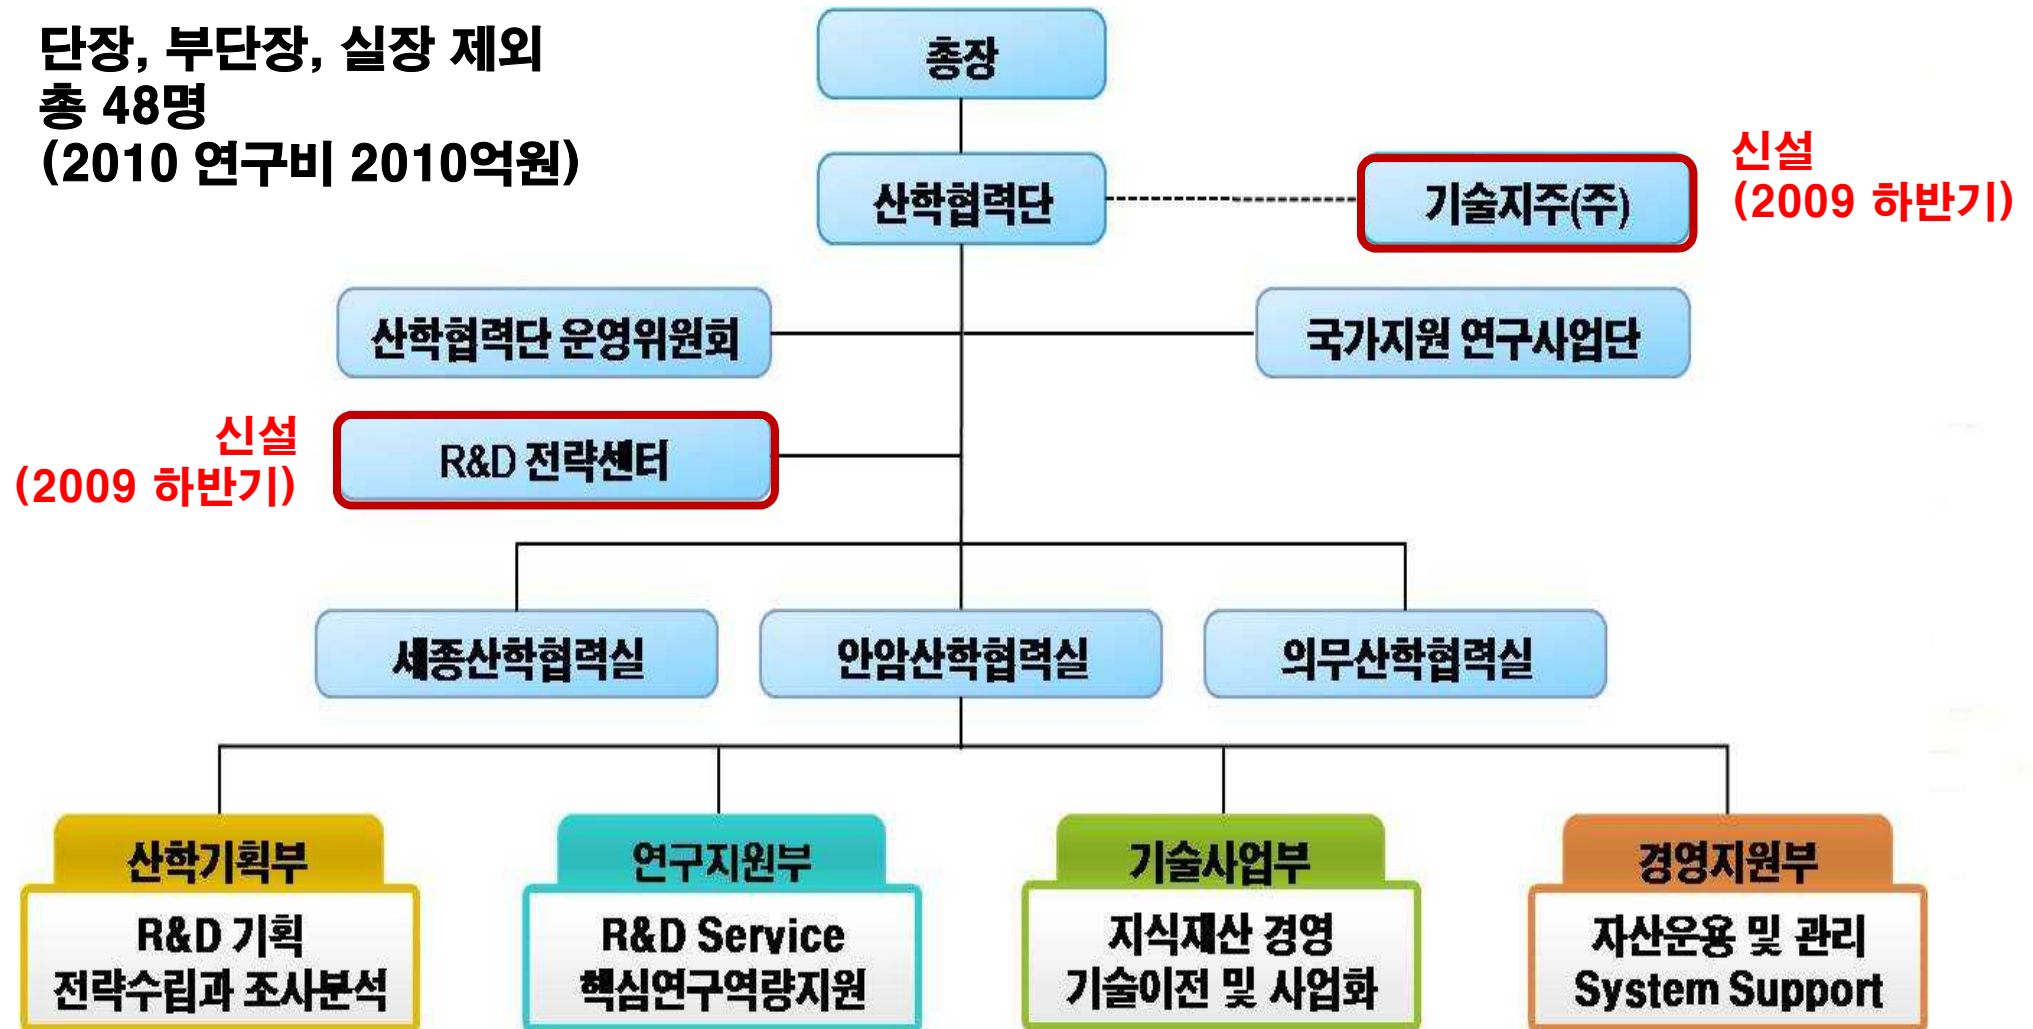 단장, 부단장, 실장 제외
총 48명
(2010 연구비 2010억원)
총장
산학협력단
기술지주(주)
신설
(2009 하반기)
산학협력단 운영위원회
국가지원 연구사업단
신설
(2009 하반기)
R&D 전략센터
세종산학협력실
안암산학협력실
의무산학협력실
산학기획부
R&D 기획
전략수립과 조사분석
연구지원부
R&D Service
핵심연구역량지원
기술사업부
지식재산 경영
기술이전 및 사업화
경영지원부
자산운용 및 관리
System Support